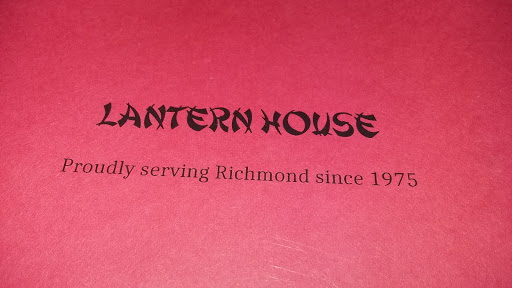 LANTERN HOUSE
Proudly serving Richmond since 1975